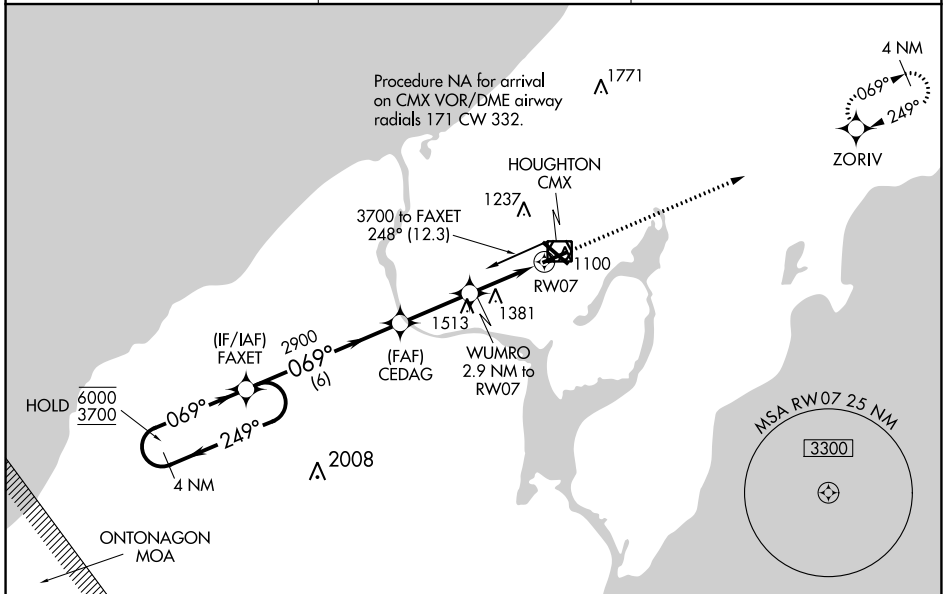 4 NM
Procedure NA for arrival
on CMX VOR/DME airway
radials 171 CW 332.
1771
069°
249°
ZORIV
HOUGHTON
CMX
1237
3700 to FAXET
248° (12.3)
1100
RW07
1513
1381
(IF/IAF)
FAXET
2900
069°
(6)
(FAF)
CEDAG
WUMRO
2.9 NM to
RW07
HOLD
6000
3700
069°
249°
4 NM
2008
MSA RW07 25 NM
3300
ONTONAGON
MOA